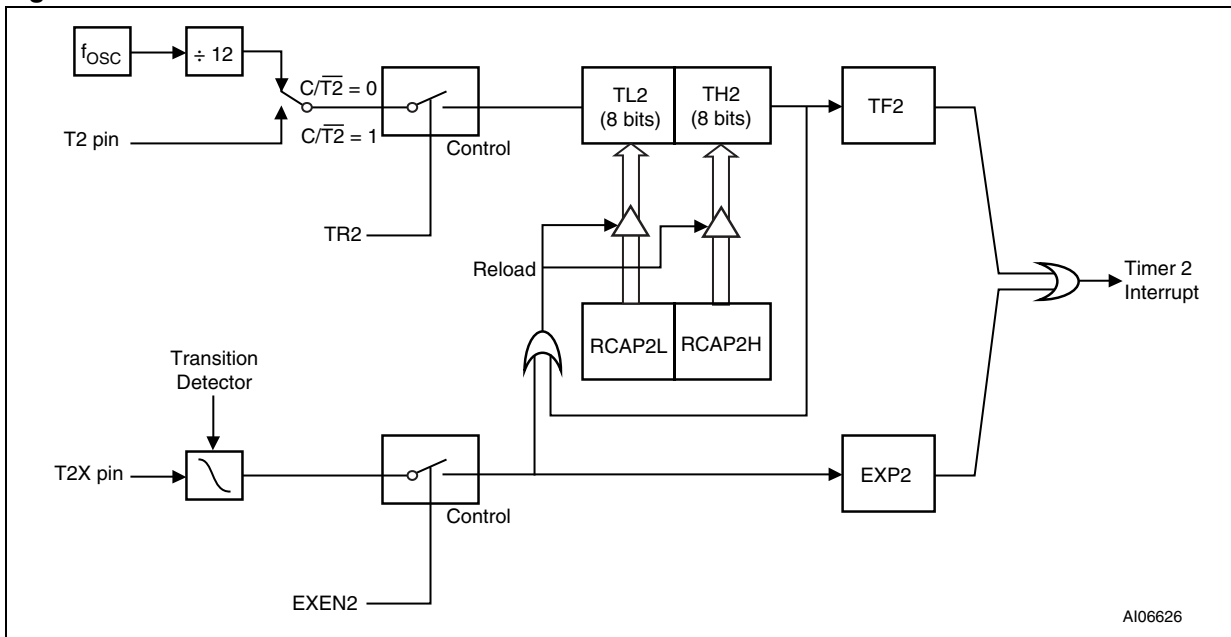 fOSC
÷ 12
C/T2 = 0
T2 pin
C/T2 = 1
Control
TR2
TL2
(8 bits)
TH2
(8 bits)
TF2
Reload
RCAP2L
RCAP2H
Timer 2
Interrupt
Transition
Detector
T2X pin
Control
EXEN2
EXP2
AI06626